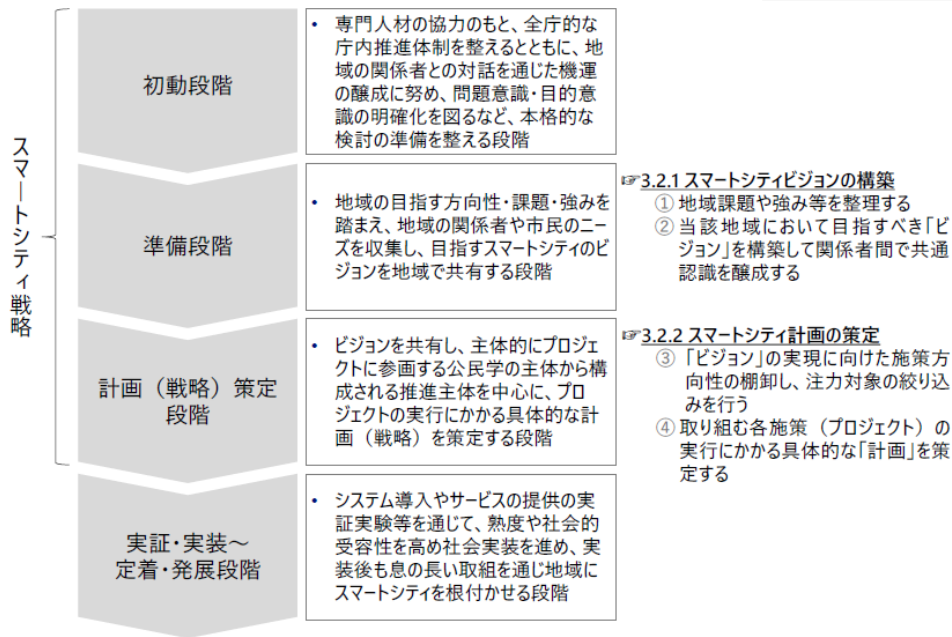 スマートシティ戦略
初動段階
• 専門人材の協力のもと、全庁的な
庁内推進体制を整えるとともに、地
域の関係者との対話を通じた機運
の醸成に努め、問題意識・目的意
識の明確化を図るなど、本格的な
検討の準備を整える段階
準備段階
• 地域の目指す方向性・課題・強みを
踏まえ、地域の関係者や市民のニー
ズを収集し、目指すスマートシティのビ
ジョンを地域で共有する段階
☞3.2.1 スマートシティビジョンの構築
① 地域課題や強み等を整理する
② 当該地域において目指すべき「ビ
ジョン」を構築して関係者間で共通
認識を醸成する
計画（戦略）策定
段階
• ビジョンを共有し、主体的にプロジェ
クトに参画する公民学の主体から構
成される推進主体を中心に、プロ
ジェクトの実行にかかる具体的な計
画（戦略）を策定する段階
☞3.2.2 スマートシティ計画の策定
③ 「ビジョン」の実現に向けた施策方
向性の棚卸し、注力対象の絞り込
みを行う
④ 取り組む各施策（プロジェクト）の
実行にかかる具体的な「計画」を策
定する
実証・実装～
定着・発展段階
• システム導入やサービスの提供の実
証実験等を通じて、熟度や社会的
受容性を高め社会実装を進め、実
装後も息の長い取組を通じ地域に
スマートシティを根付かせる段階